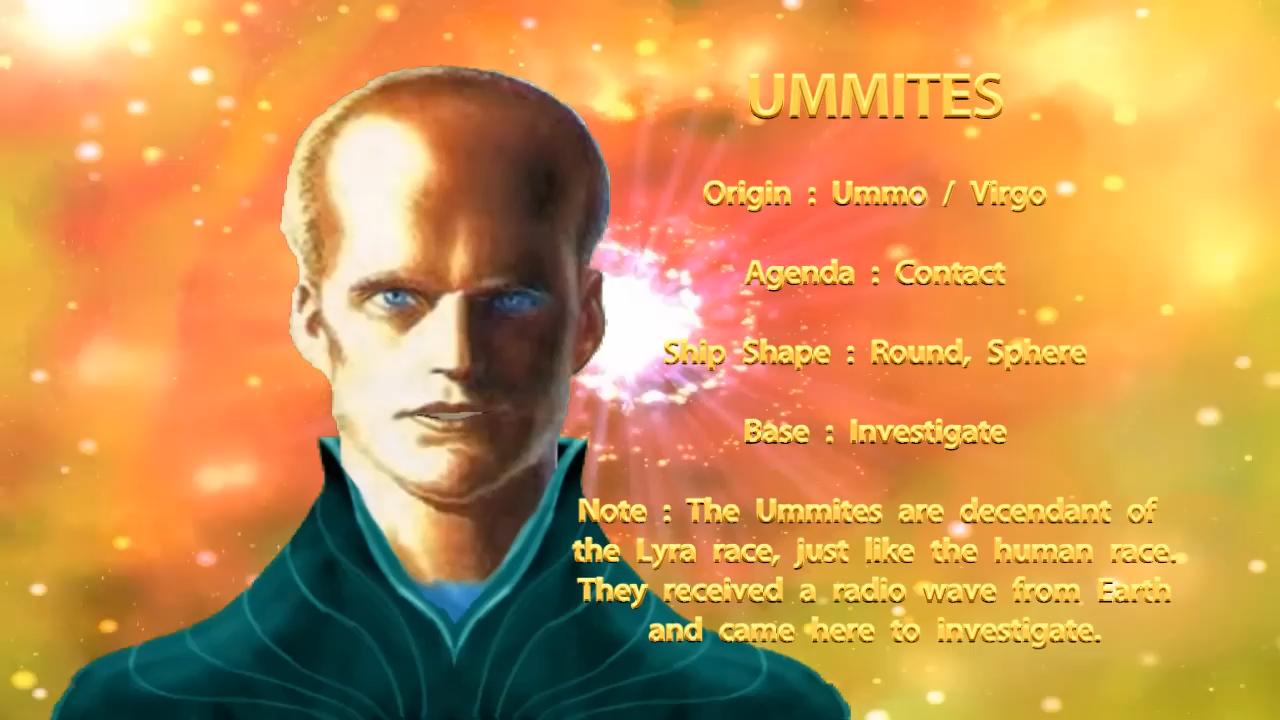 UMMITES
Origin : Ummo / Virgo
Agenda : Contact
Ship Shape : Round, Sphere
Base : Investigate
Note : The Ummites are decendant of
the Lyra race, just like the human race.
They received a radio wave from Earth
and came here to investigate.